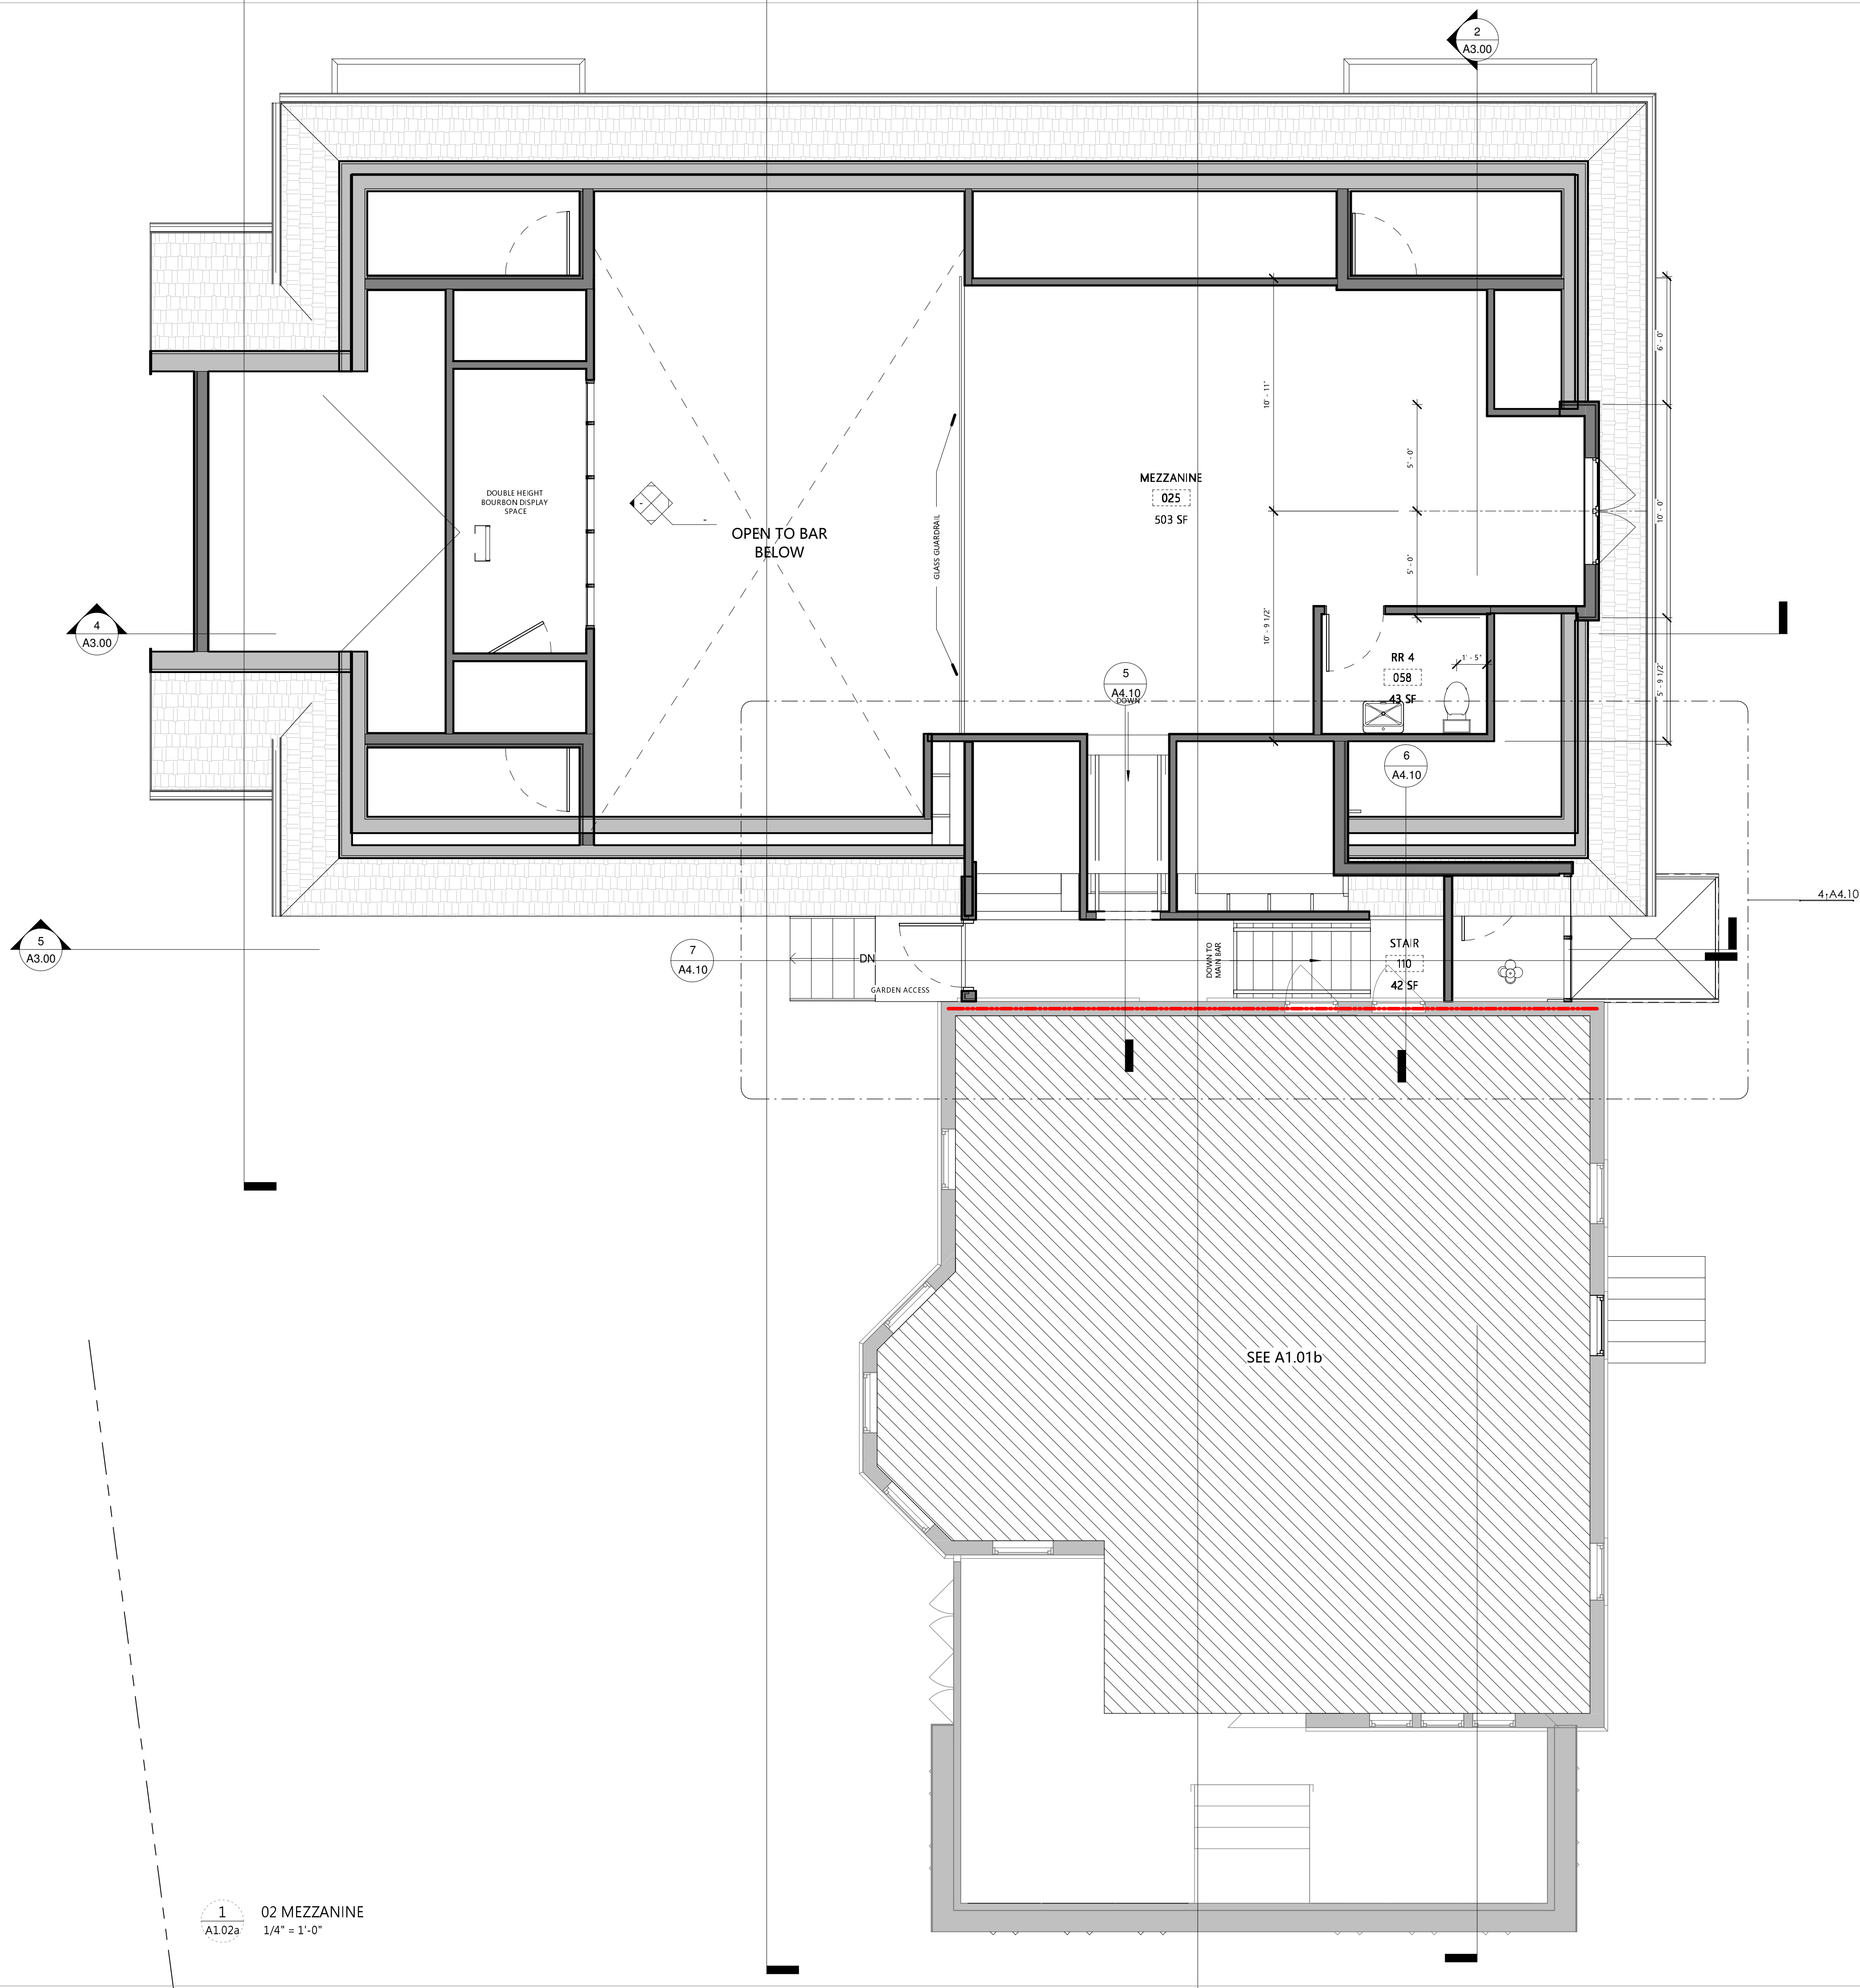 2
A3.00
6' - 0"
10' - 11"
5' - 0"
MEZZANINE
025
503 SF
DOUBLE HEIGHT
BOURBON DISPLAY
SPACE
-
-
OPEN TO BAR
BELOW
GLASS GUARDRAIL
10' - 0"
5' - 0"
10' - 9 1/2"
4
A3.00
RR 4
058
43 SF
1' - 5"
5' - 9 1/2"
5
A4.10
DOWN
6
A4.10
4
A4.10
5
A3.00
7
A4.10
DN
GARDEN ACCESS
DOWN TO
MAIN BAR
STAIR
110
42 SF
SEE A1.01b
1
A1.02a
02 MEZZANINE
1/4" = 1'-0"